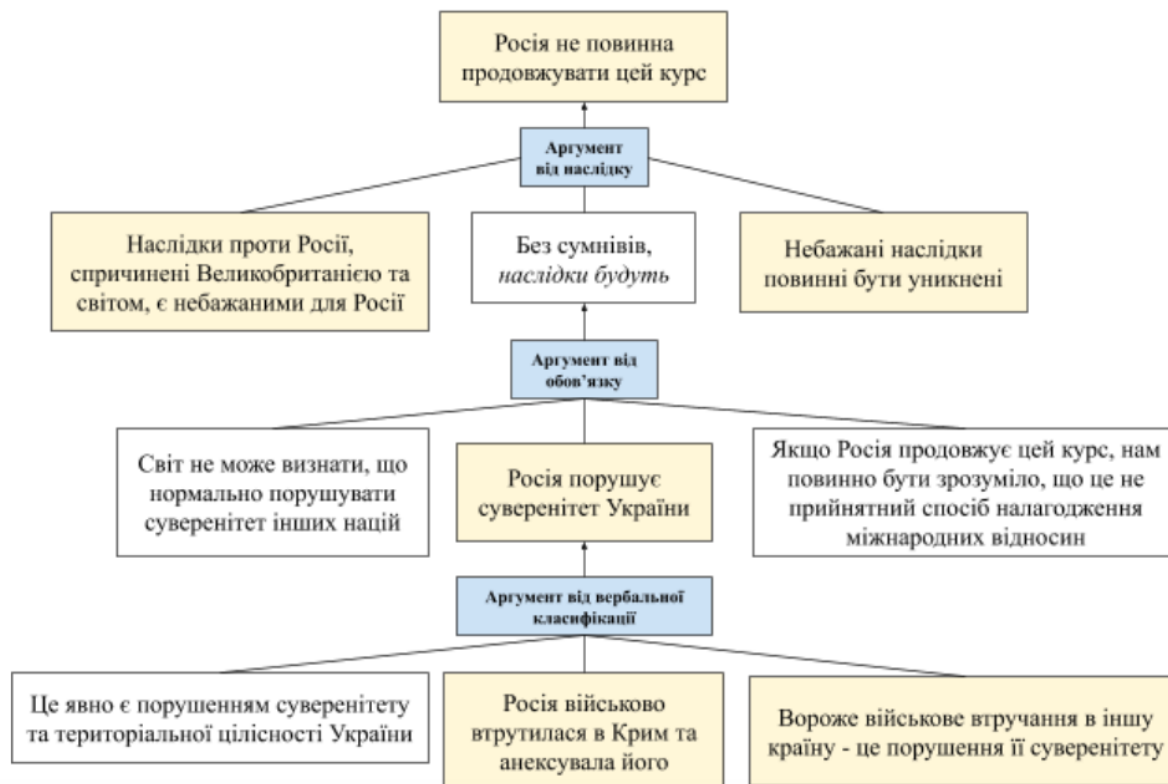 Росія не повинна
продовжувати цей курс
Аргумент
від наслідку
Наслідки проти Росії,
спричинені Великобританією та
світом, є небажаними для Росії
Без сумнівів,
наслідки будуть
Небажані наслідки
повинні бути уникнені
Аргумент від
обов’язку
Світ не може визнати, що
нормально порушувати
суверенітет інших націй
Росія порушує
суверенітет України
Якщо Росія продовжує цей курс, нам
повинно бути зрозуміло, що це не
прийнятний спосіб налагодження
міжнародних відносин
Аргумент від вербальної
класифікації
Це явно є порушенням суверенітету
та територіальної цілісності України
Росія військово
втрутилася в Крим та
анексувала його
Вороже військове втручання в іншу
країну - це порушення її суверенітету